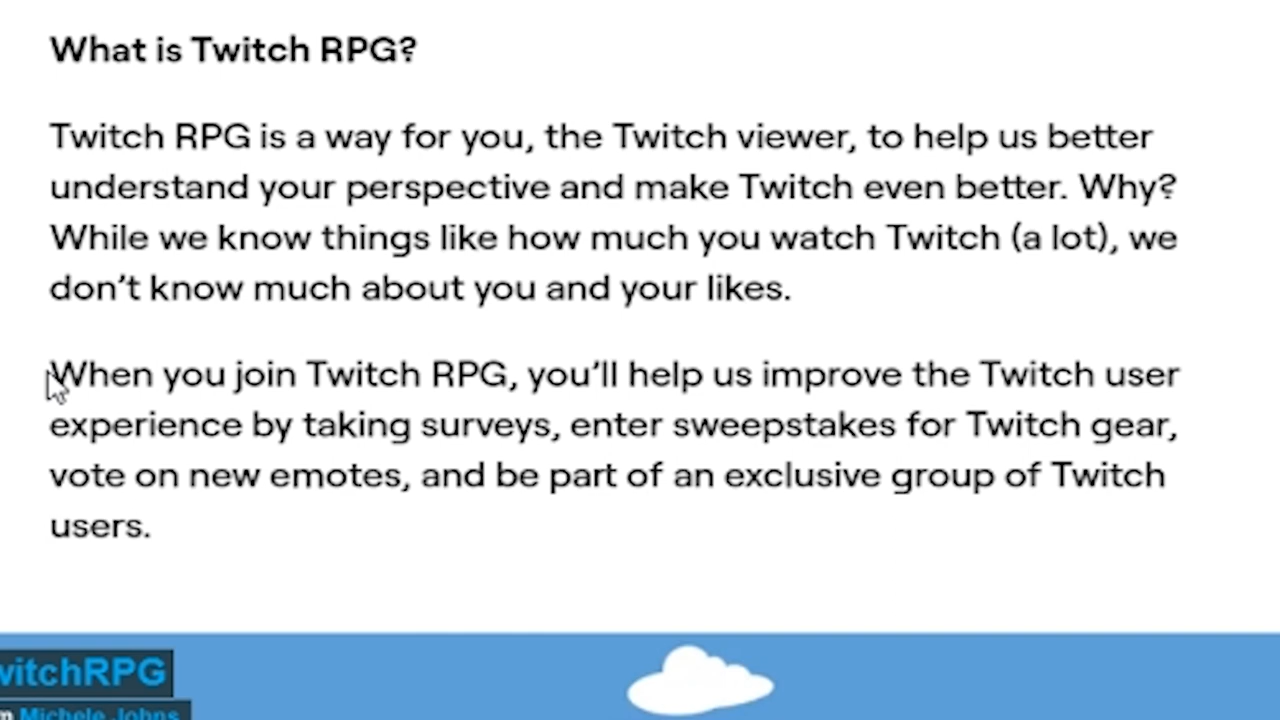 What is Twitch RPG?
Twitch RPG is a way for you, the Twitch viewer, to help us better
understand your perspective and make Twitch even better. Why?
While we know things like how much you watch Twitch (a lot), we
don’t know much about you and your likes.
When you join Twitch RPG, you’ll help us improve the Twitch user
experience by taking surveys, enter sweepstakes for Twitch gear,
vote on new emotes, and be part of an exclusive group of Twitch
users.
witchRPG
m Michele Johns